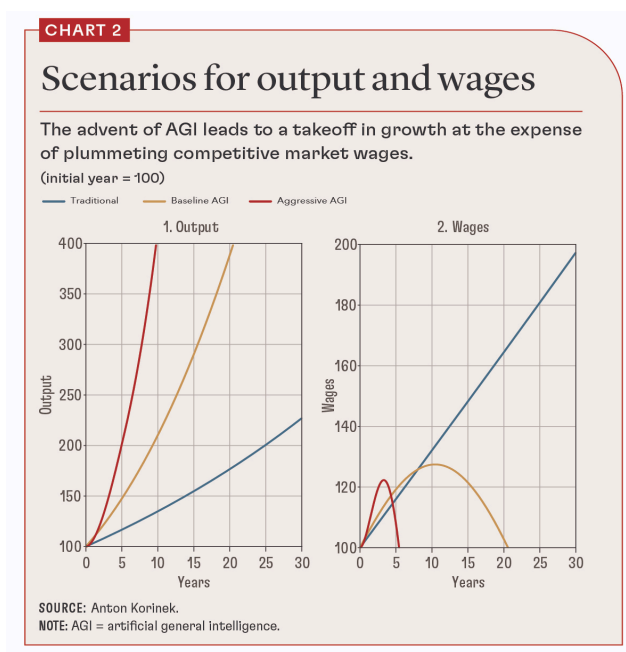 CHART 2
Scenarios for output and wages
The advent of AGI leads to a takeoff in growth at the expense
of plummeting competitive market wages.
(initial year = 100)
Traditional Baseline AGI Aggressive AGI
1. Output
400
350
300
250
200
150
100
Output
0 5 10 15 20 25 30
Years
2. Wages
200
180
160
140
120
100
Wages
0 5 10 15 20 25 30
Years
SOURCE: Anton Korinek.
NOTE: AGI = artificial general intelligence.